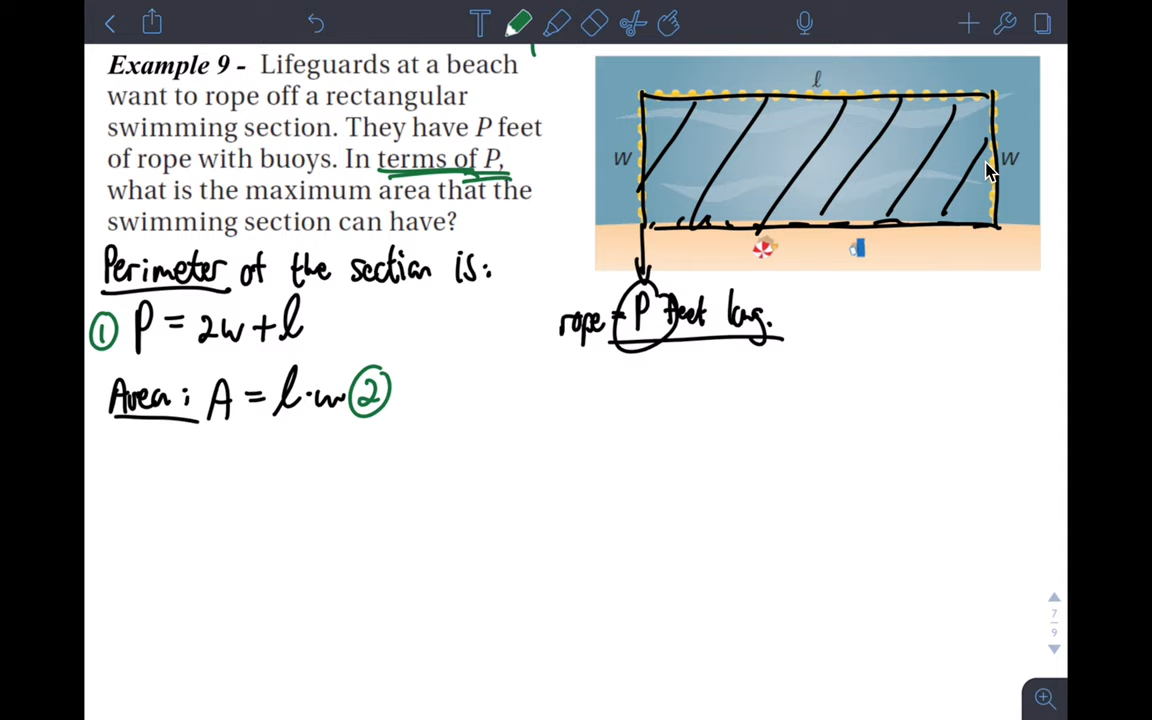 T
Example 9 - Lifeguards at a beach
want to rope off a rectangular
swimming section. They have P feet
of rope with buoys. In terms of P,
what is the maximum area that the
swimming section can have?
ℓ
w
w
Perimeter of the section is:
① P = 2w + ℓ
rope = P feet long.
Area: A = ℓ·w ②
7
9